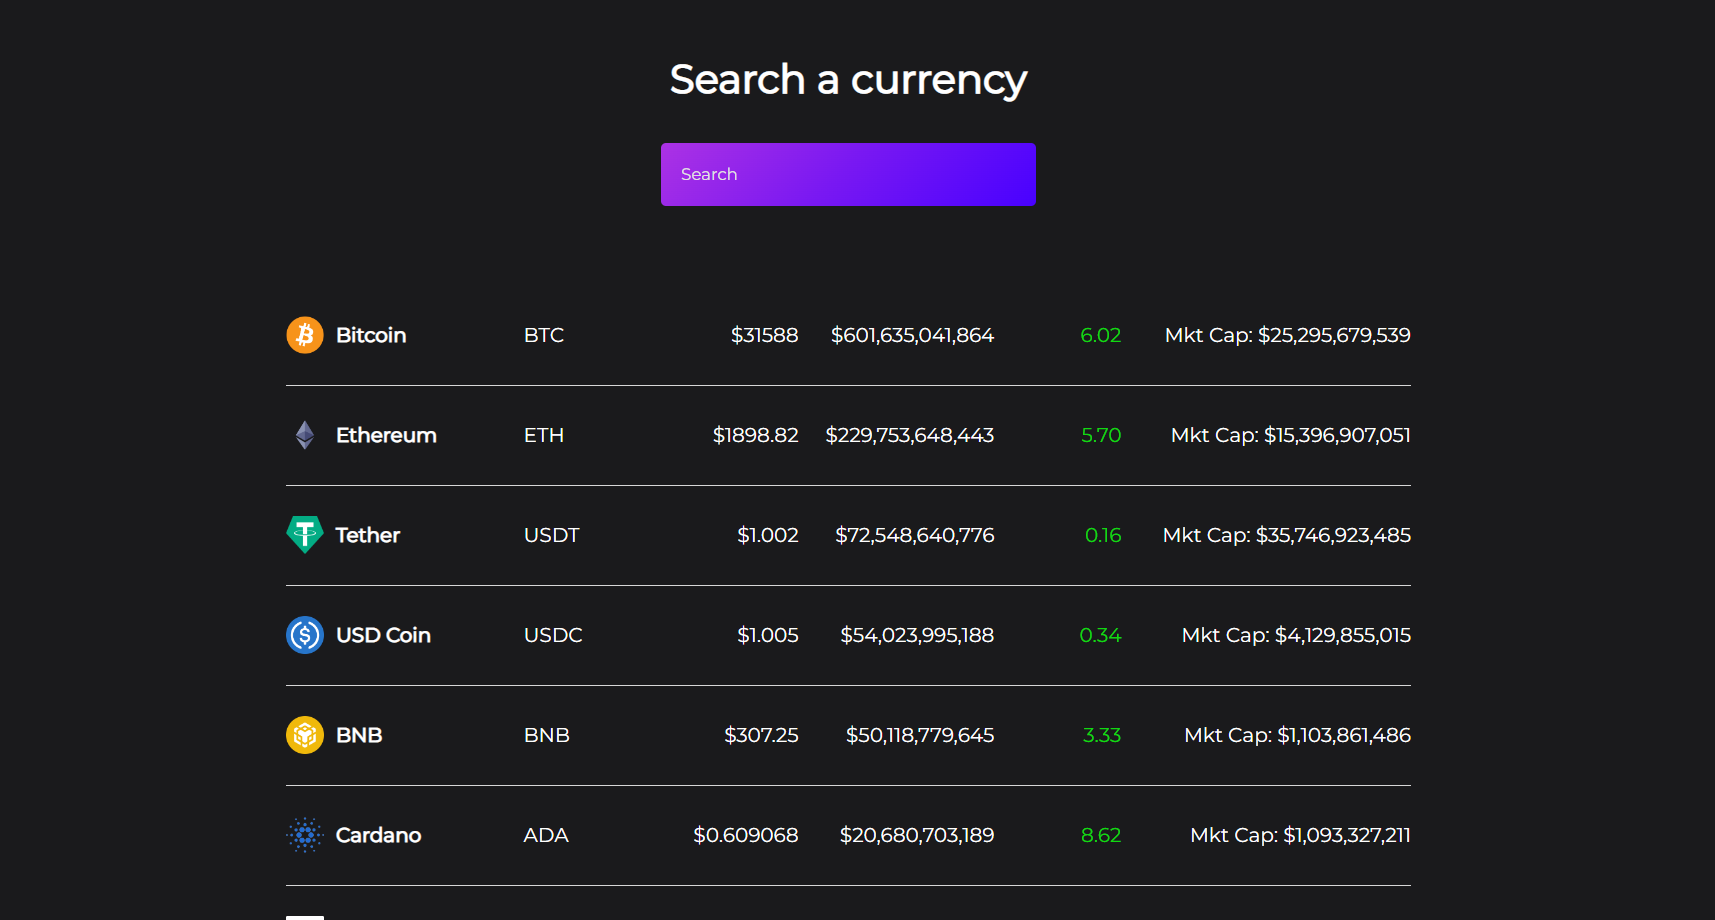 Search a currency
Search
Bitcoin BTC $31588 $601,635,041,864 6.02 Mkt Cap: $25,295,679,539
Ethereum ETH $1898.82 $229,753,648,443 5.70 Mkt Cap: $15,396,907,051
Tether USDT $1.002 $72,548,640,776 0.16 Mkt Cap: $35,746,923,485
USD Coin USDC $1.005 $54,023,995,188 0.34 Mkt Cap: $4,129,855,015
BNB BNB $307.25 $50,118,779,645 3.33 Mkt Cap: $1,103,861,486
Cardano ADA $0.609068 $20,680,703,189 8.62 Mkt Cap: $1,093,327,211